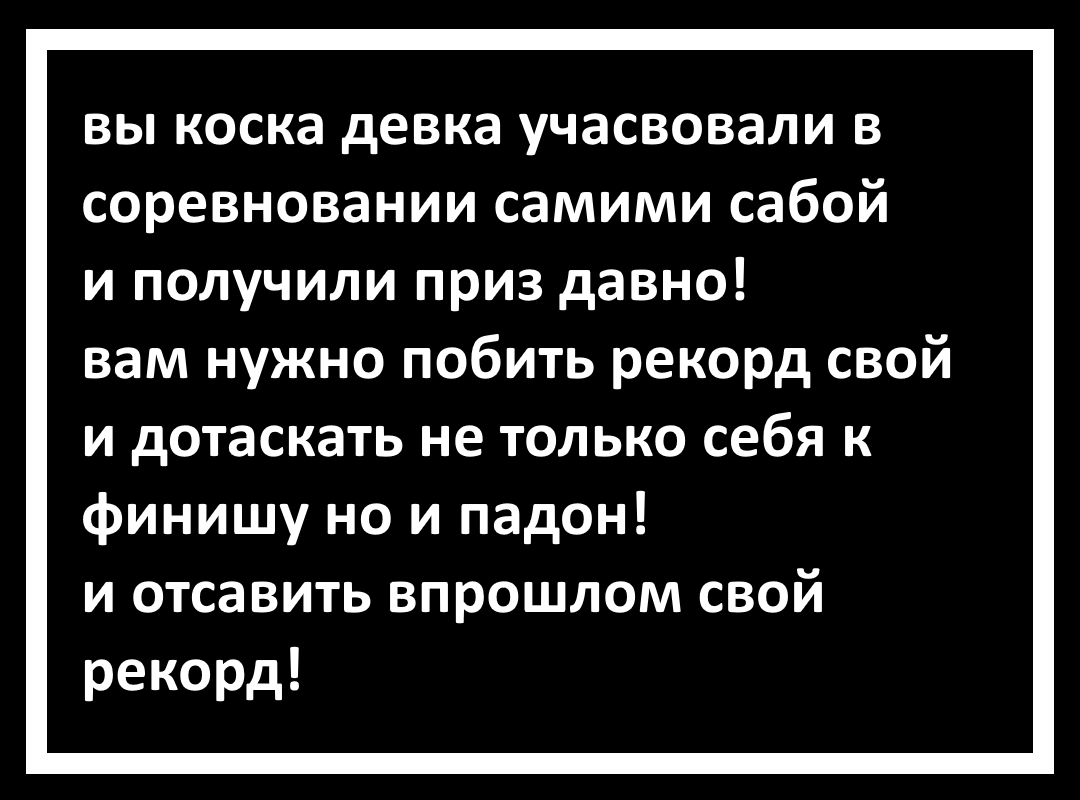 вы коска девка учасвовали в
соревновании самими сабой
и получили приз давно!
вам нужно побить рекорд свой
и дотаскать не только себя к
финишу но и падон!
и отсавить впрошлом свой
рекорд!